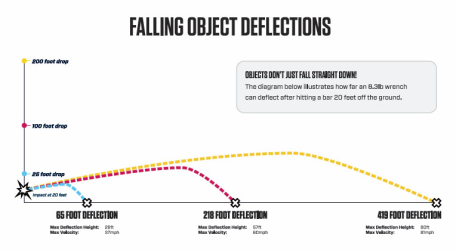 FALLING OBJECT DEFLECTIONS
200 foot drop
OBJECTS DON'T JUST FALL STRAIGHT DOWN!
The diagram below illustrates how far an 8.3lb wrench
can deflect after hitting a bar 20 feet off the ground.
100 foot drop
25 foot drop
Impact at 20 feet
65 FOOT DEFLECTION
Max Deflection Height:
Max Velocity:
218 FOOT DEFLECTION
Max Deflection Height: 57ft
Max Velocity: 60mph
419 FOOT DEFLECTION
Max Deflection Height:
Max Velocity: 81mph